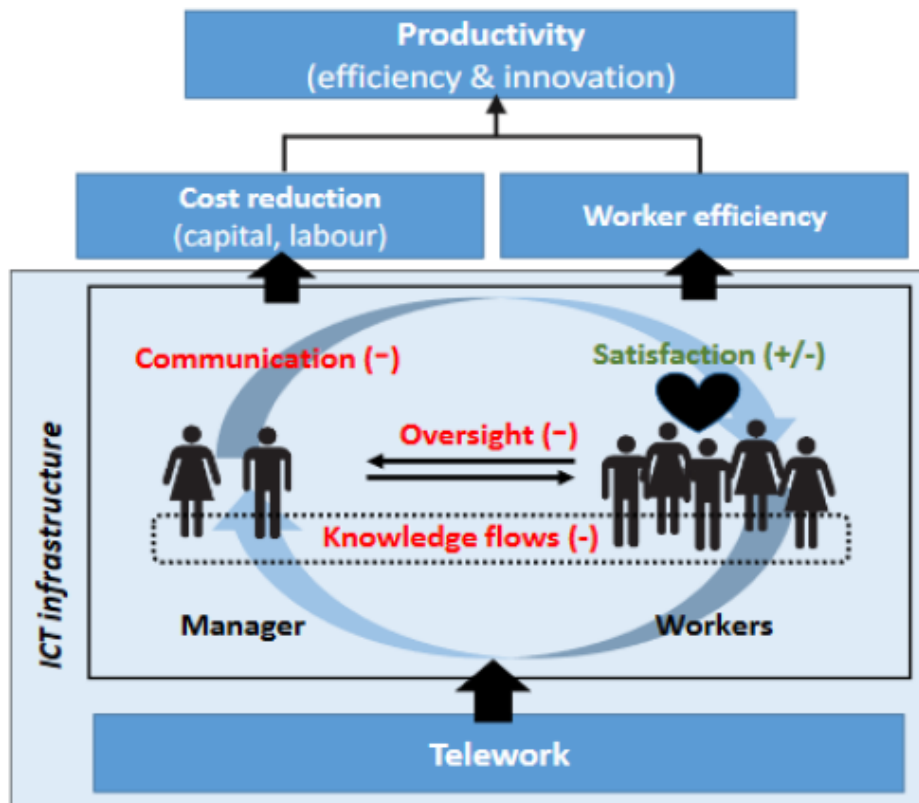 Productivity
(efficiency & innovation)
Cost reduction
(capital, labour)
Worker efficiency
Communication (−)
Satisfaction (+/-)
Oversight (−)
Knowledge flows (-)
Manager
Workers
ICT infrastructure
Telework